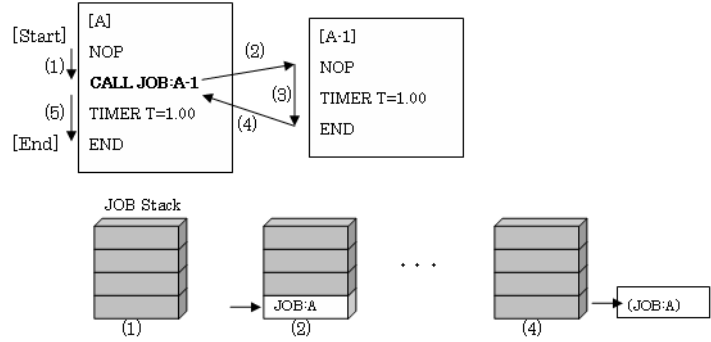 [A]
[Start]
NOP
(1)
CALL JOB:A-1
(5)
TIMER T=1.00
[End]
END
(2)
(3)
(4)
[A-1]
NOP
TIMER T=1.00
END
JOB Stack
JOB:A
. . .
(JOB:A)
(1)
(2)
(4)